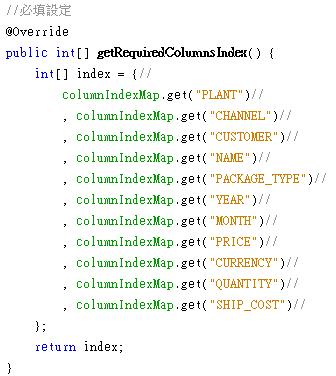 //必填設定
@Override
public int[] getRequiredColumnsIndex() {
    int[] index = {//
        columnIndexMap.get("PLANT")//
        , columnIndexMap.get("CHANNEL")//
        , columnIndexMap.get("CUSTOMER")//
        , columnIndexMap.get("NAME")//
        , columnIndexMap.get("PACKAGE_TYPE")//
        , columnIndexMap.get("YEAR")//
        , columnIndexMap.get("MONTH")//
        , columnIndexMap.get("PRICE")//
        , columnIndexMap.get("CURRENCY")//
        , columnIndexMap.get("QUANTITY")//
        , columnIndexMap.get("SHIP_COST")//
    };
    return index;
}